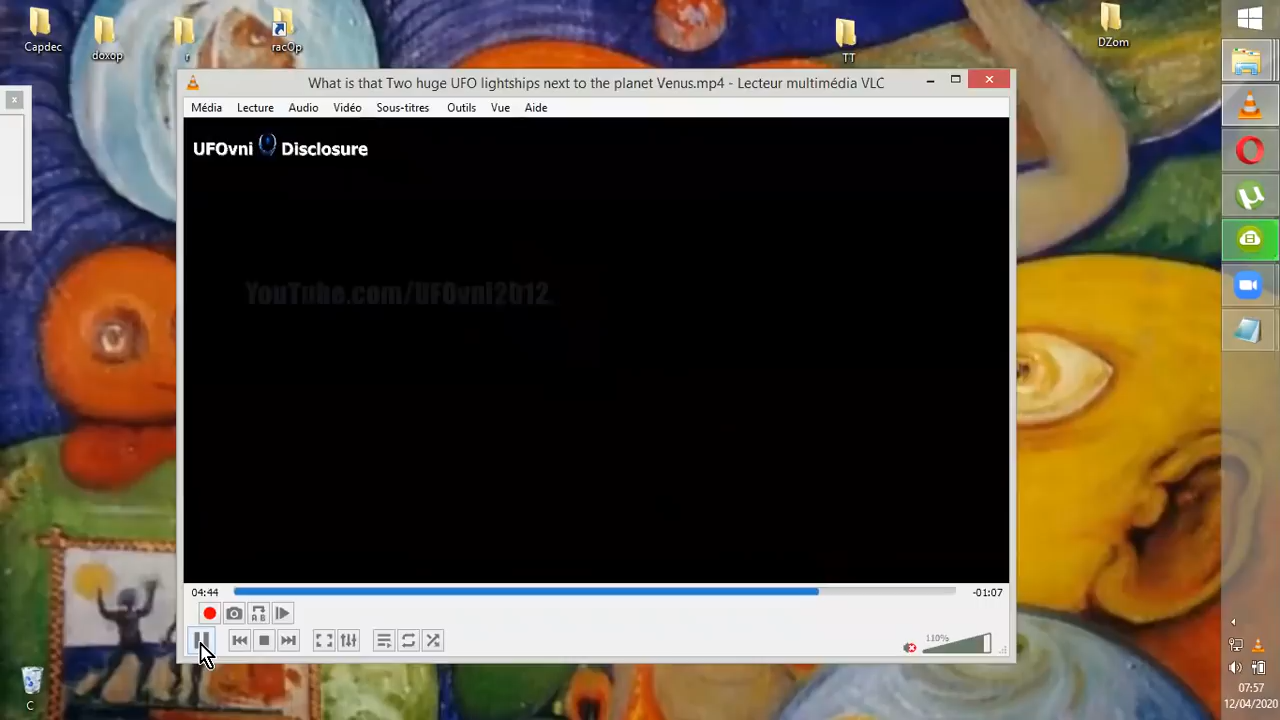 Capdec
doxop
r
racOp
TT
DZom
x
What is that Two huge UFO lightships next to the planet Venus.mp4 - Lecteur multimédia VLC
Média Lecture Audio Vidéo Sous-titres Outils Vue Aide
UFOvni Disclosure
YouTube.com/UFOvni2012
04:44
-01:07
A B
110%
C
07:57
12/04/2020